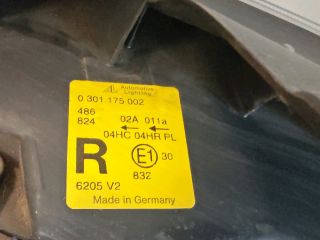 AL Automotive
Lighting
0 301 175 002
486
824 02A 011a
04HC 04HR PL
R E1 30
832
6205 V2
Made in Germany